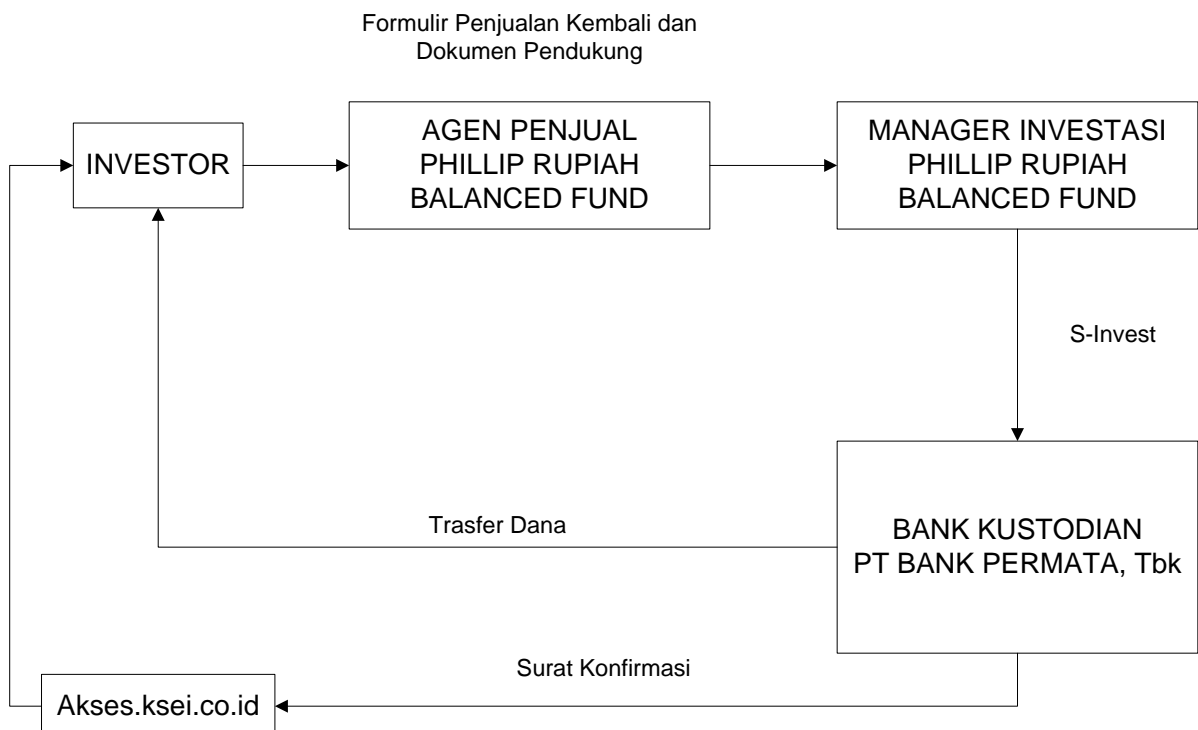 Formulir Penjualan Kembali dan
Dokumen Pendukung
INVESTOR
AGEN PENJUAL
PHILLIP RUPIAH
BALANCED FUND
MANAGER INVESTASI
PHILLIP RUPIAH
BALANCED FUND
S-Invest
Trasfer Dana
BANK KUSTODIAN
PT BANK PERMATA, Tbk
Surat Konfirmasi
Akses.ksei.co.id